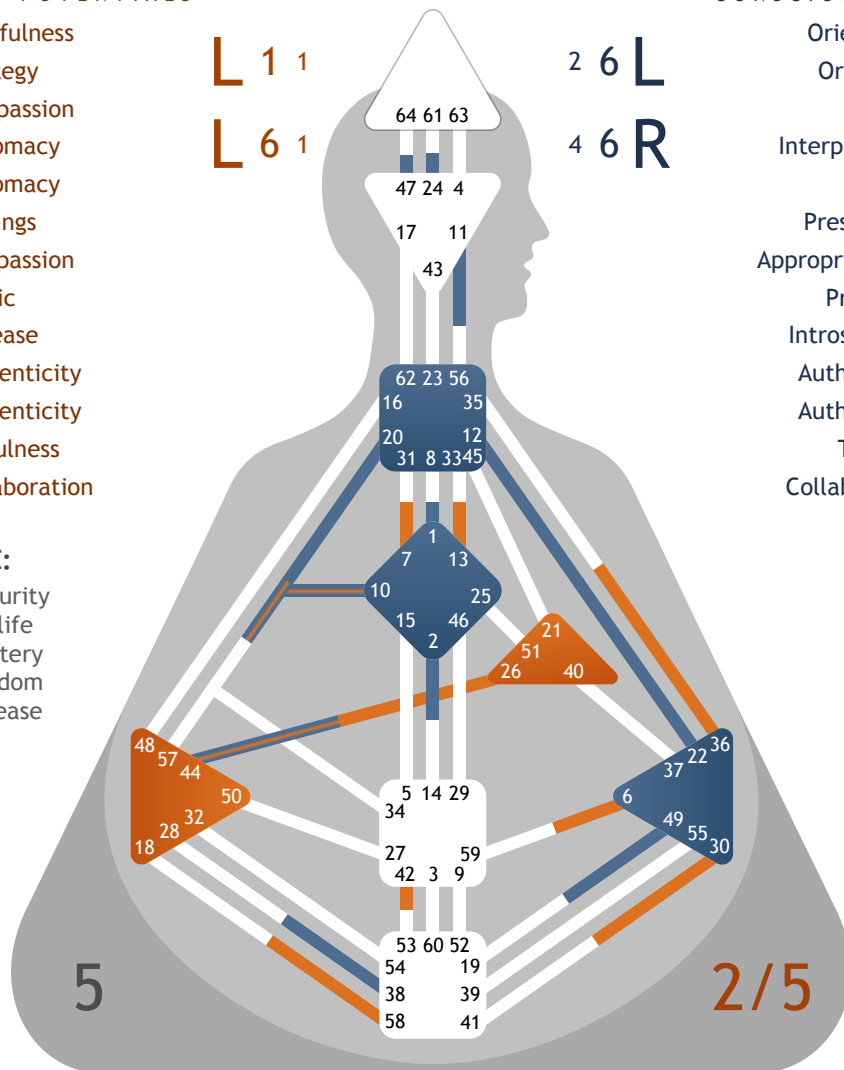 fulness
egy
passion
omacy
omacy
ngs
passion
ic
ease
enticity
enticity
ulness
aboration
urity
life
tery
dom
ease
L 1 1
L 6 1
2 6 L
4 6 R
Orie
Or
Interp
Pres
Appropr
Pr
Intros
Auth
Auth
T
Collab
64 61 63
47 24 4
17 11
43
62 23 56
16 35
20 12
31 8 33 45
1
7 13
10 25
15 46
2
21
51
26 40
48 36
57 22
44 37
50 6
32 49
28 55
18 30
5 14 29
34
27 59
42 3 9
53 60 52
54 19
38 39
58 41
5
2/5